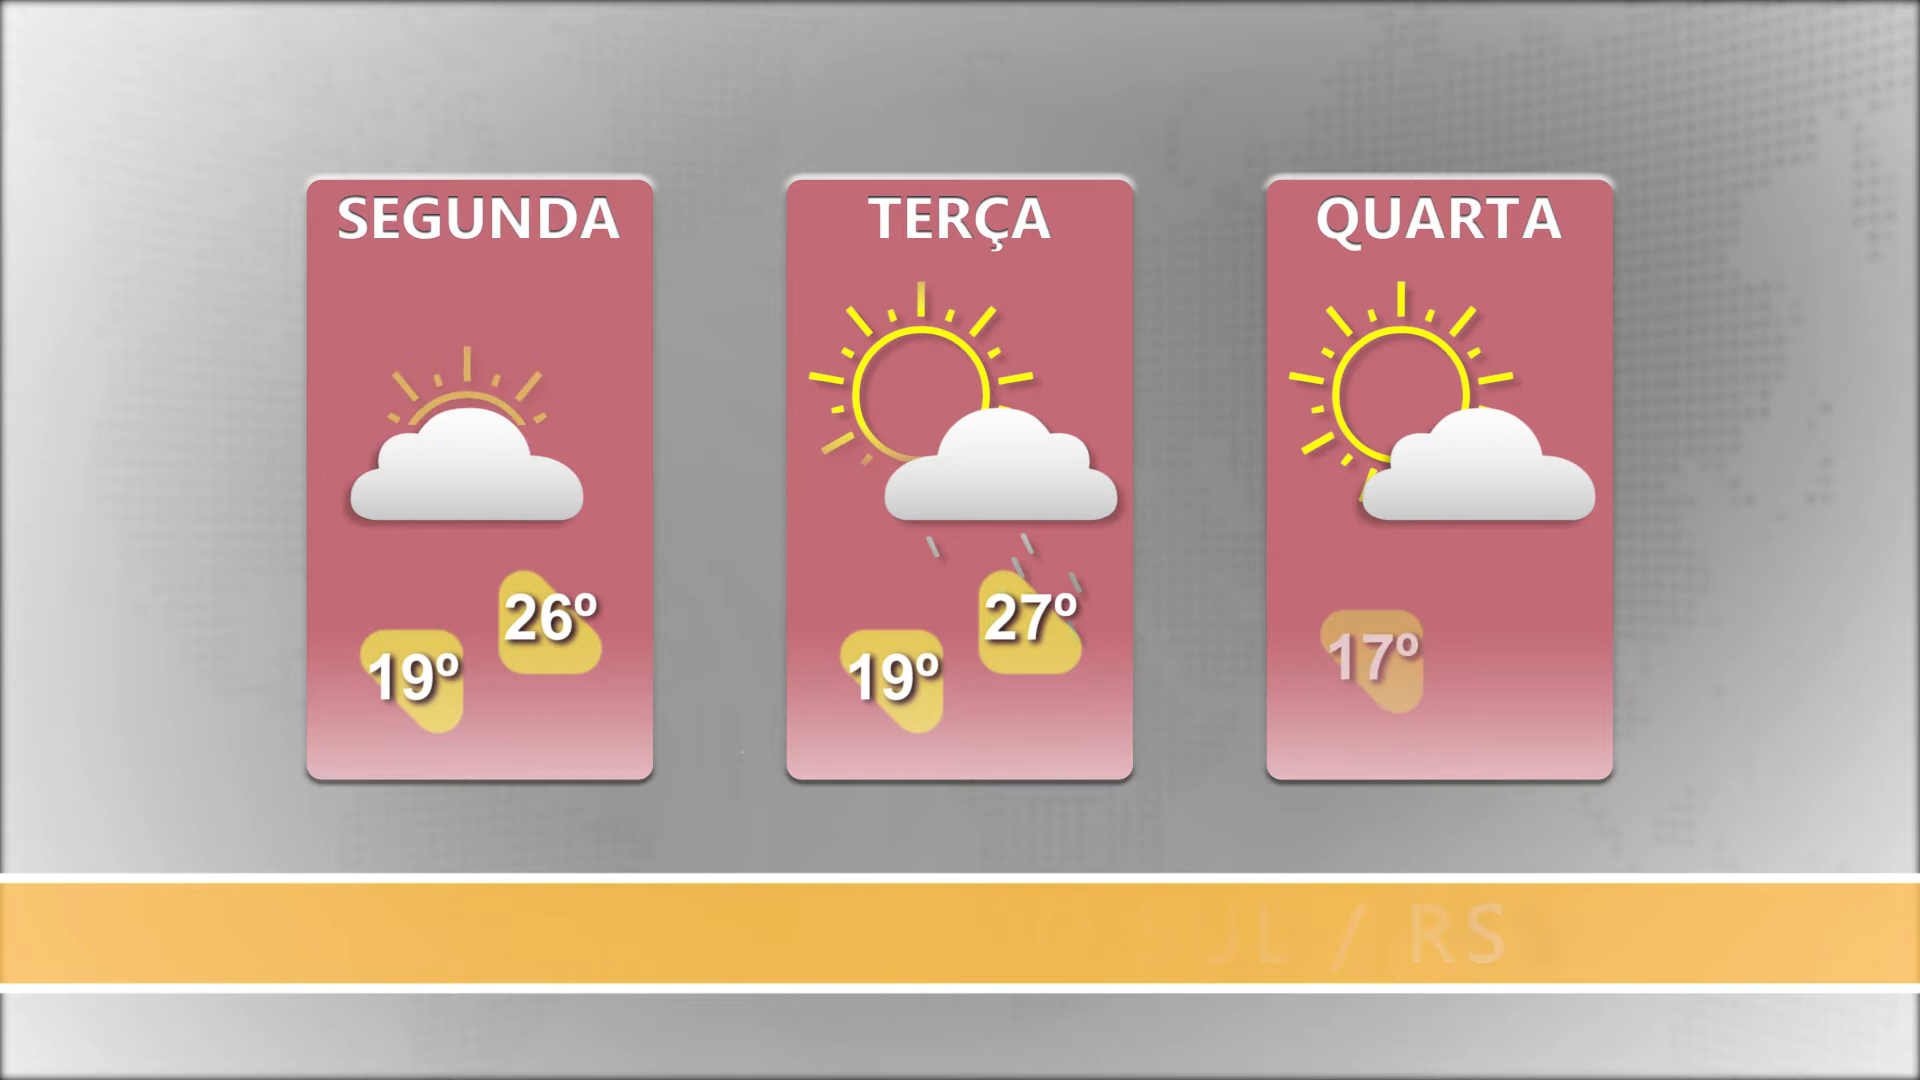 SEGUNDA
26º
19º
TERÇA
27º
19º
QUARTA
17º
/ RS